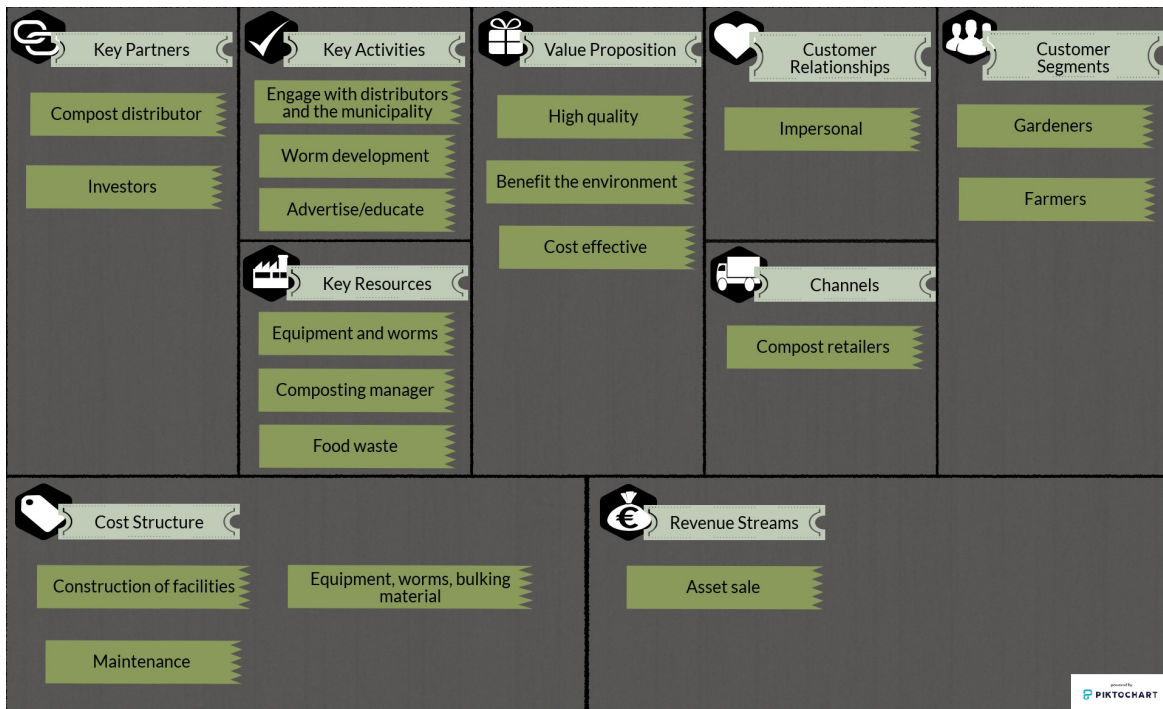 Key Partners
Compost distributor
Investors
Key Activities
Engage with distributors
and the municipality
Worm development
Advertise/educate
Key Resources
Equipment and worms
Composting manager
Food waste
Value Proposition
High quality
Benefit the environment
Cost effective
Customer
Relationships
Impersonal
Channels
Compost retailers
Customer
Segments
Gardeners
Farmers
Cost Structure
Construction of facilities
Equipment, worms, bulking
material
Maintenance
€
Revenue Streams
Asset sale
powered by
PIKTOCHART